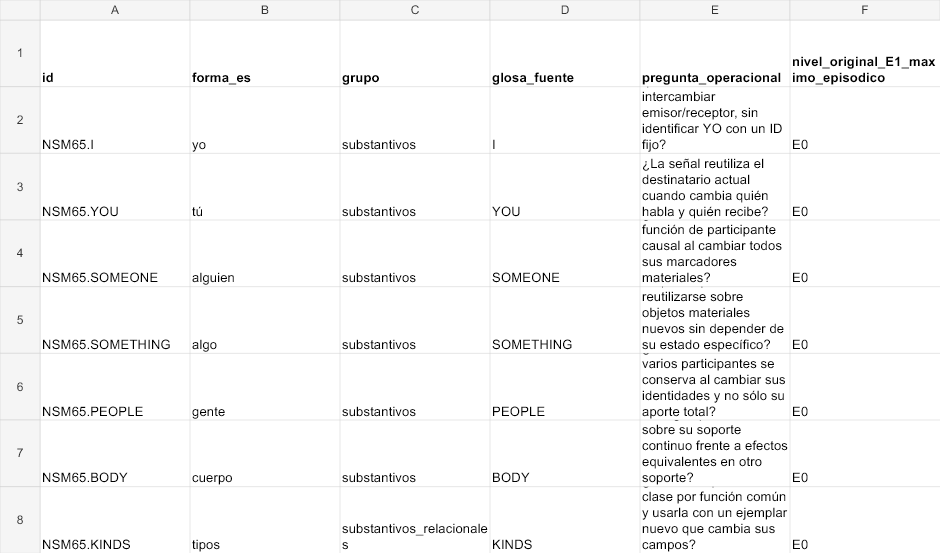 A B C D E F
1
id forma_es grupo glosa_fuente pregunta_operacional nivel_original_E1_max
imo_episodico
2
NSM65.I yo substantivos I intercambiar
emisor/receptor, sin
identificar YO con un ID
fijo? E0
3
NSM65.YOU tú substantivos YOU ¿La señal reutiliza el
destinatario actual
cuando cambia quién
habla y quién recibe? E0
4
NSM65.SOMEONE alguien substantivos SOMEONE función de participante
causal al cambiar todos
sus marcadores
materiales? E0
5
NSM65.SOMETHING algo substantivos SOMETHING reutilizarse sobre
objetos materiales
nuevos sin depender de
su estado específico? E0
6
NSM65.PEOPLE gente substantivos PEOPLE varios participantes se
conserva al cambiar sus
identidades y no sólo su
aporte total? E0
7
NSM65.BODY cuerpo substantivos BODY sobre su soporte
continuo frente a efectos
equivalentes en otro
soporte? E0
8
NSM65.KINDS tipos substantivos_relacionale
s KINDS clase por función común
y usarla con un ejemplar
nuevo que cambia sus
campos? E0